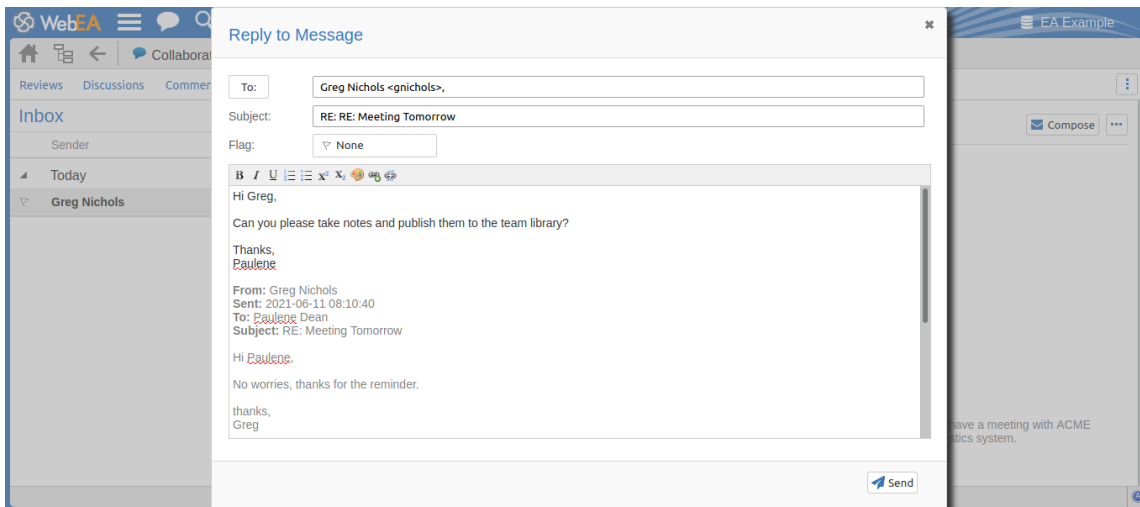 WebEA
EA Example
Collaborat
Reviews Discussions Commen
Inbox
Compose
Sender
Today
Greg Nichols
Reply to Message
To: Greg Nichols <gnichols>,
Subject: RE: RE: Meeting Tomorrow
Flag: None
B I U x² X₂
Hi Greg,
Can you please take notes and publish them to the team library?
Thanks,
Paulene
From: Greg Nichols
Sent: 2021-06-11 08:10:40
To: Paulene Dean
Subject: RE: Meeting Tomorrow
Hi Paulene,
No worries, thanks for the reminder.
thanks,
Greg
have a meeting with ACME
stics system.
Send